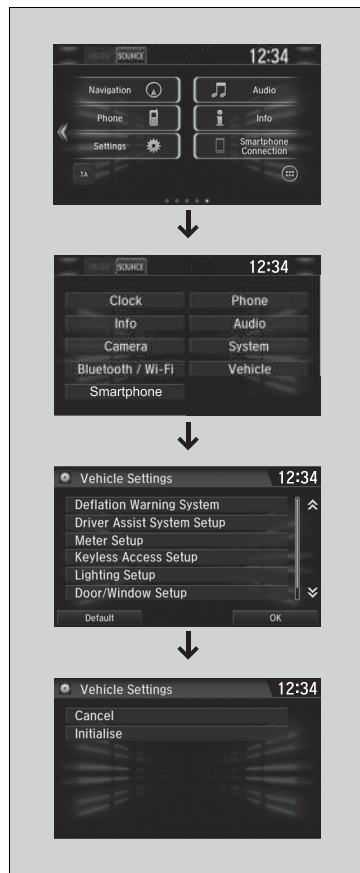 SOURCE 12:34
Navigation Audio
Phone Info
Settings Smartphone
Connection
TA
SOURCE 12:34
Clock Phone
Info Audio
Camera System
Bluetooth / Wi-Fi Vehicle
Smartphone
Vehicle Settings 12:34
Deflation Warning System
Driver Assist System Setup
Meter Setup
Keyless Access Setup
Lighting Setup
Door/Window Setup
Default OK
Vehicle Settings 12:34
Cancel
Initialise